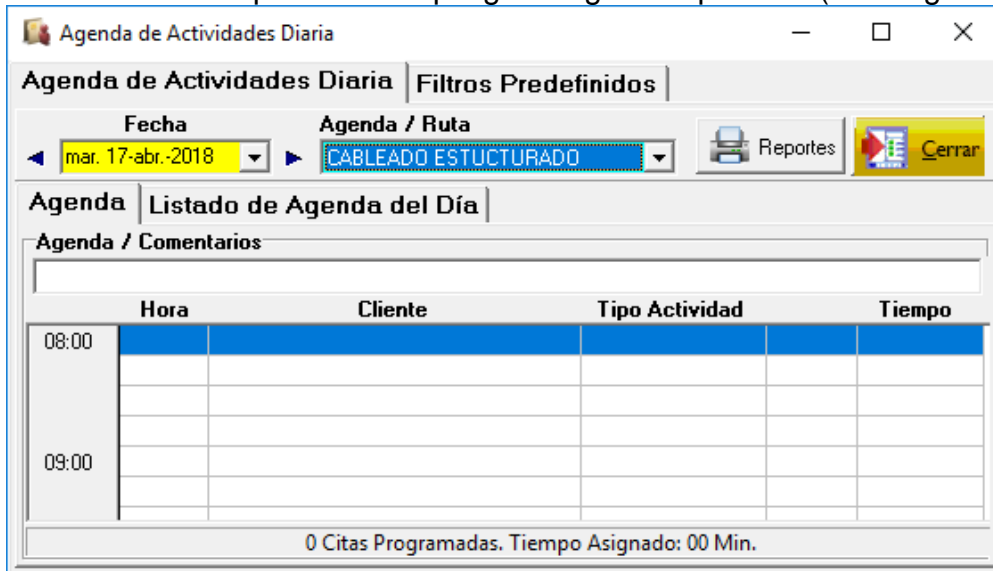 Agenda de Actividades Diaria
Agenda de Actividades Diaria Filtros Predefinidos
Fecha Agenda / Ruta
mar. 17-abr.-2018 CABLEADO ESTUCTURADO Reportes Cerrar
Agenda Listado de Agenda del Día
Agenda / Comentarios
Hora Cliente Tipo Actividad Tiempo
08:00
09:00
0 Citas Programadas. Tiempo Asignado: 00 Min.